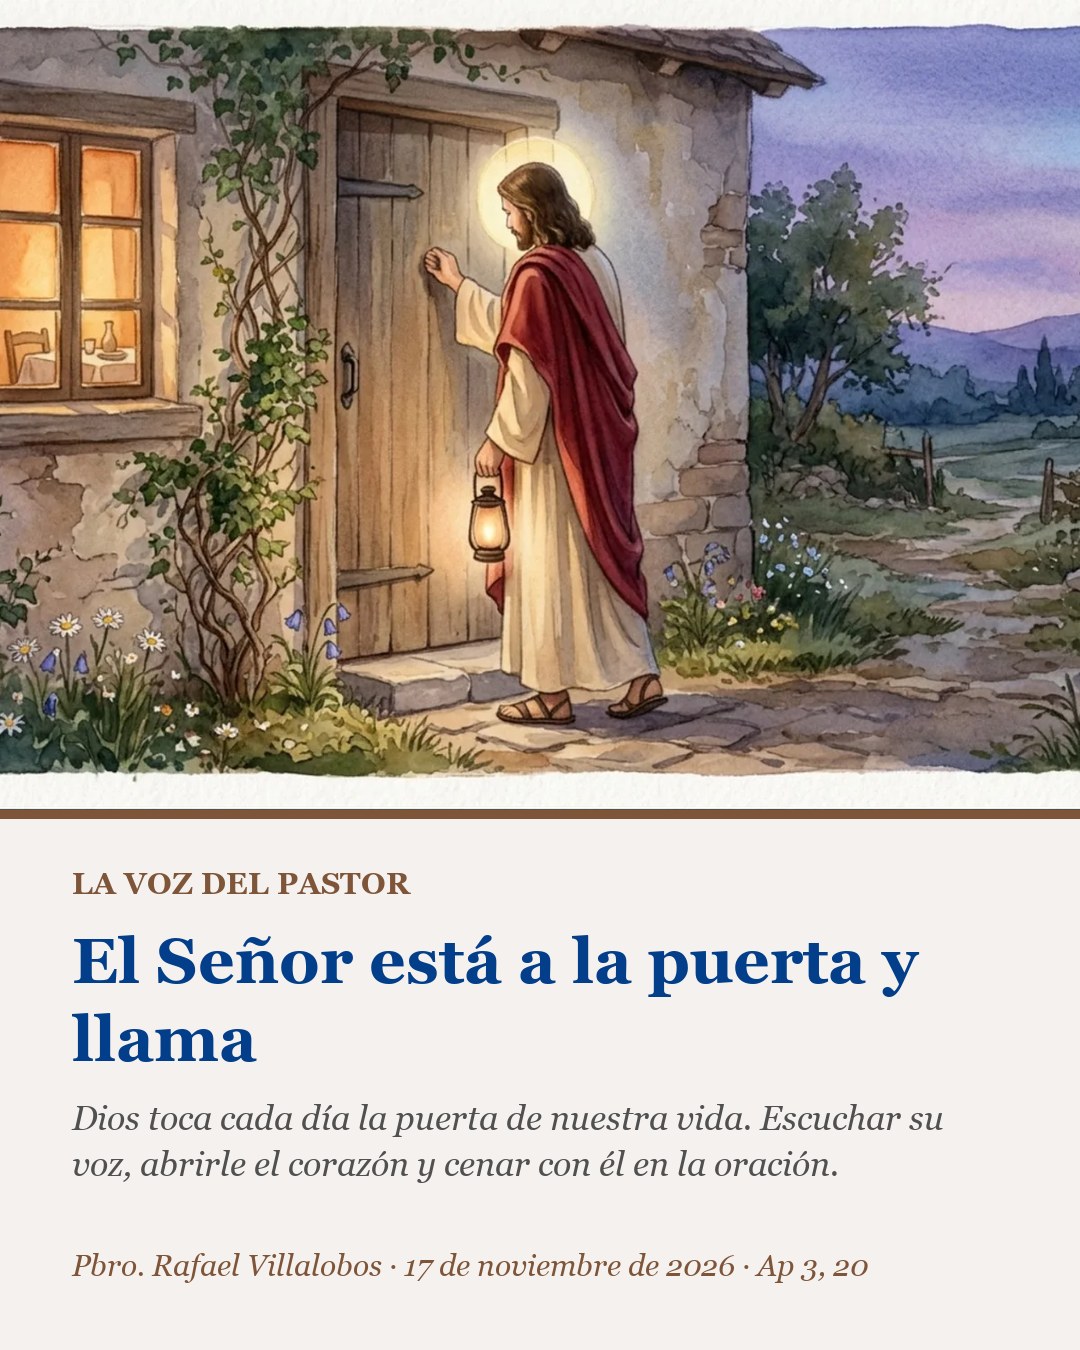 LA VOZ DEL PASTOR
El Señor está a la puerta y
llama
Dios toca cada día la puerta de nuestra vida. Escuchar su
voz, abrirle el corazón y cenar con él en la oración.
Pbro. Rafael Villalobos · 17 de noviembre de 2026 · Ap 3, 20